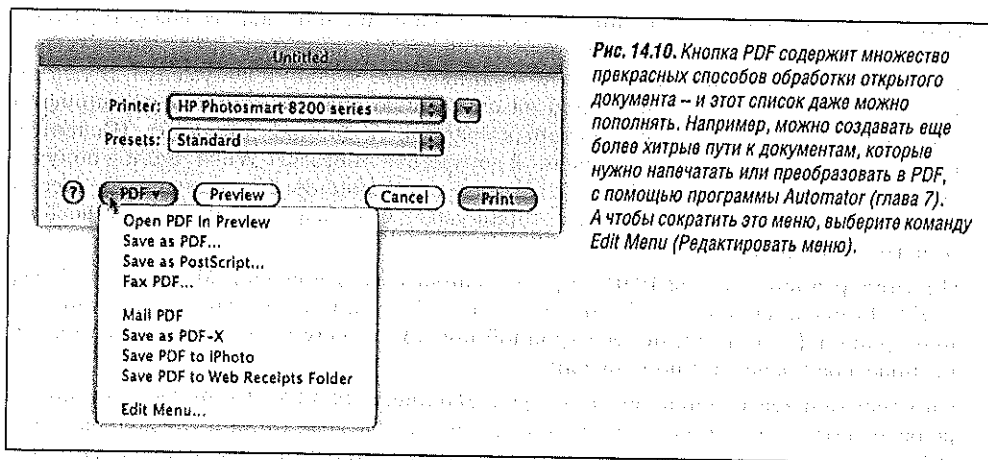 Untitled
Printer: HP Photosmart 8200 series
Presets: Standard
? PDF Preview Cancel Print
Open PDF in Preview
Save as PDF...
Save as PostScript...
Fax PDF...
Mail PDF
Save as PDF-X
Save PDF to iPhoto
Save PDF to Web Receipts Folder
Edit Menu...
Рис. 14.10. Кнопка PDF содержит множество
прекрасных способов обработки открытого
документа – и этот список даже можно
пополнять. Например, можно создавать еще
более хитрые пути к документам, которые
нужно напечатать или преобразовать в PDF,
с помощью программы Automator (глава 7).
А чтобы сократить это меню, выберите команду
Edit Menu (Редактировать меню).